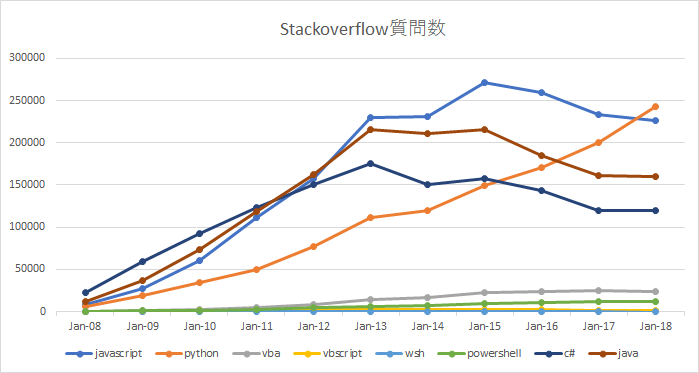 Stackoverflow質問数
300000
250000
200000
150000
100000
50000
0
Jan-08 Jan-09 Jan-10 Jan-11 Jan-12 Jan-13 Jan-14 Jan-15 Jan-16 Jan-17 Jan-18
javascript python vba vbscript wsh powershell c# java